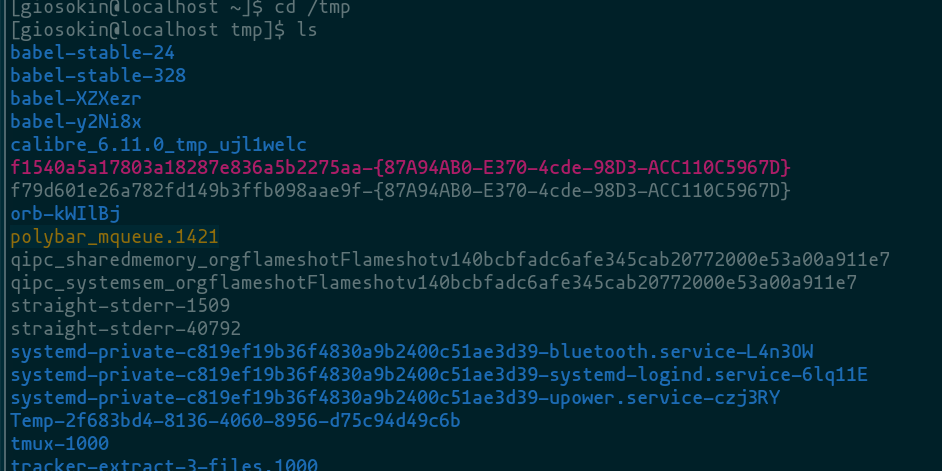 [giosokin@localhost ~]$ cd /tmp
[giosokin@localhost tmp]$ ls
babel-stable-24
babel-stable-328
babel-XZXezr
babel-y2Ni8x
calibre_6.11.0_tmp_ujl1welc
f1540a5a17803a18287e836a5b2275aa-{87A94AB0-E370-4cde-98D3-ACC110C5967D}
f79d601e26a782fd149b3ffb098aae9f-{87A94AB0-E370-4cde-98D3-ACC110C5967D}
orb-kWIlBj
polybar_mqueue.1421
qipc_sharedmemory_orgflameshotFlameshotv140bcbfadc6afe345cab20772000e53a00a911e7
qipc_systemsem_orgflameshotFlameshotv140bcbfadc6afe345cab20772000e53a00a911e7
straight-stderr-1509
straight-stderr-40792
systemd-private-c819ef19b36f4830a9b2400c51ae3d39-bluetooth.service-L4n3OW
systemd-private-c819ef19b36f4830a9b2400c51ae3d39-systemd-logind.service-6lq11E
systemd-private-c819ef19b36f4830a9b2400c51ae3d39-upower.service-czj3RY
Temp-2f683bd4-8136-4060-8956-d75c94d49c6b
tmux-1000
tracker-extract-3-files.1000